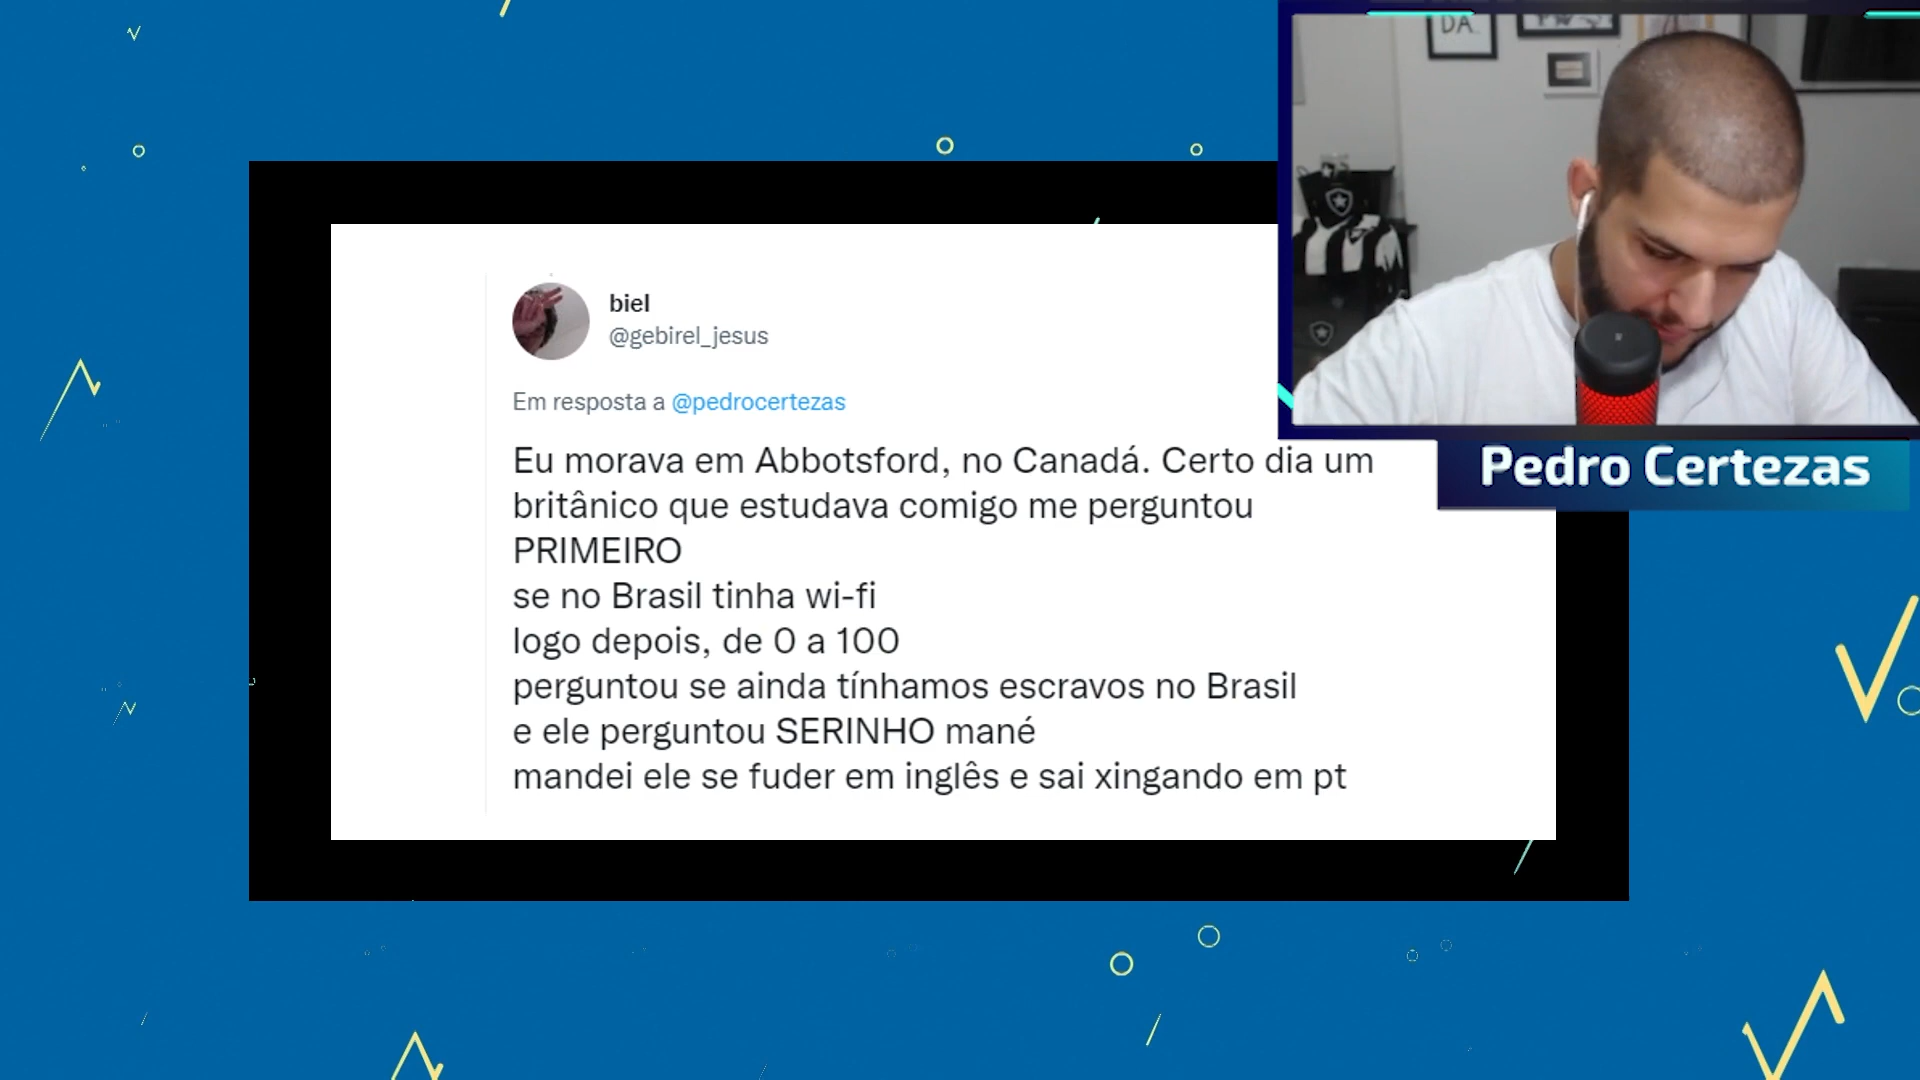 DA
biel
@gebirel_jesus
Em resposta a @pedrocertezas
Eu morava em Abbotsford, no Canadá. Certo dia um
britânico que estudava comigo me perguntou
PRIMEIRO
se no Brasil tinha wi-fi
logo depois, de 0 a 100
perguntou se ainda tínhamos escravos no Brasil
e ele perguntou SERINHO mané
mandei ele se fuder em inglês e sai xingando em pt
Pedro Certezas